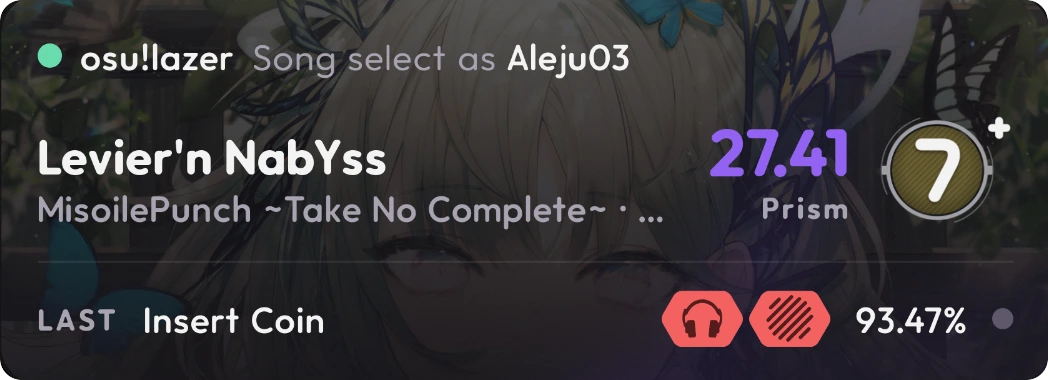 osu!lazer Song select as Aleju03
Levier'n NabYss
27.41
7+
MisoilePunch ~Take No Complete~ · ...
Prism
LAST Insert Coin 93.47%